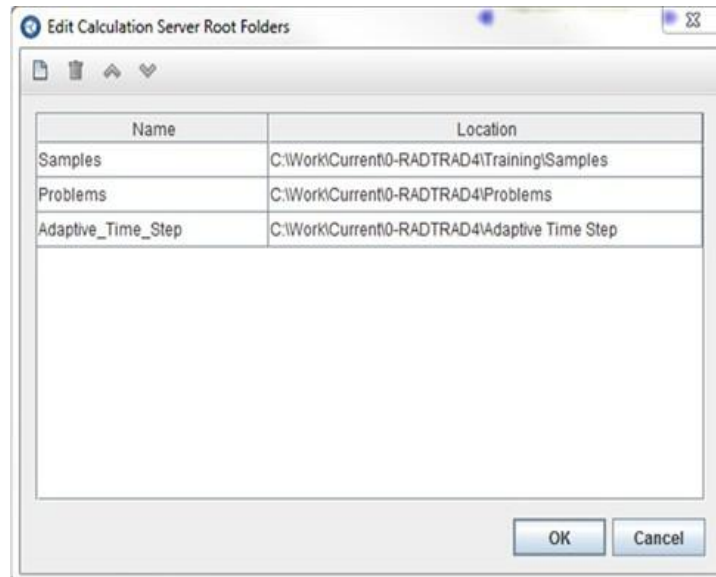 Edit Calculation Server Root Folders
Name Location
Samples C:\Work\Current\0-RADTRAD4\Training\Samples
Problems C:\Work\Current\0-RADTRAD4\Problems
Adaptive_Time_Step C:\Work\Current\0-RADTRAD4\Adaptive Time Step
OK Cancel